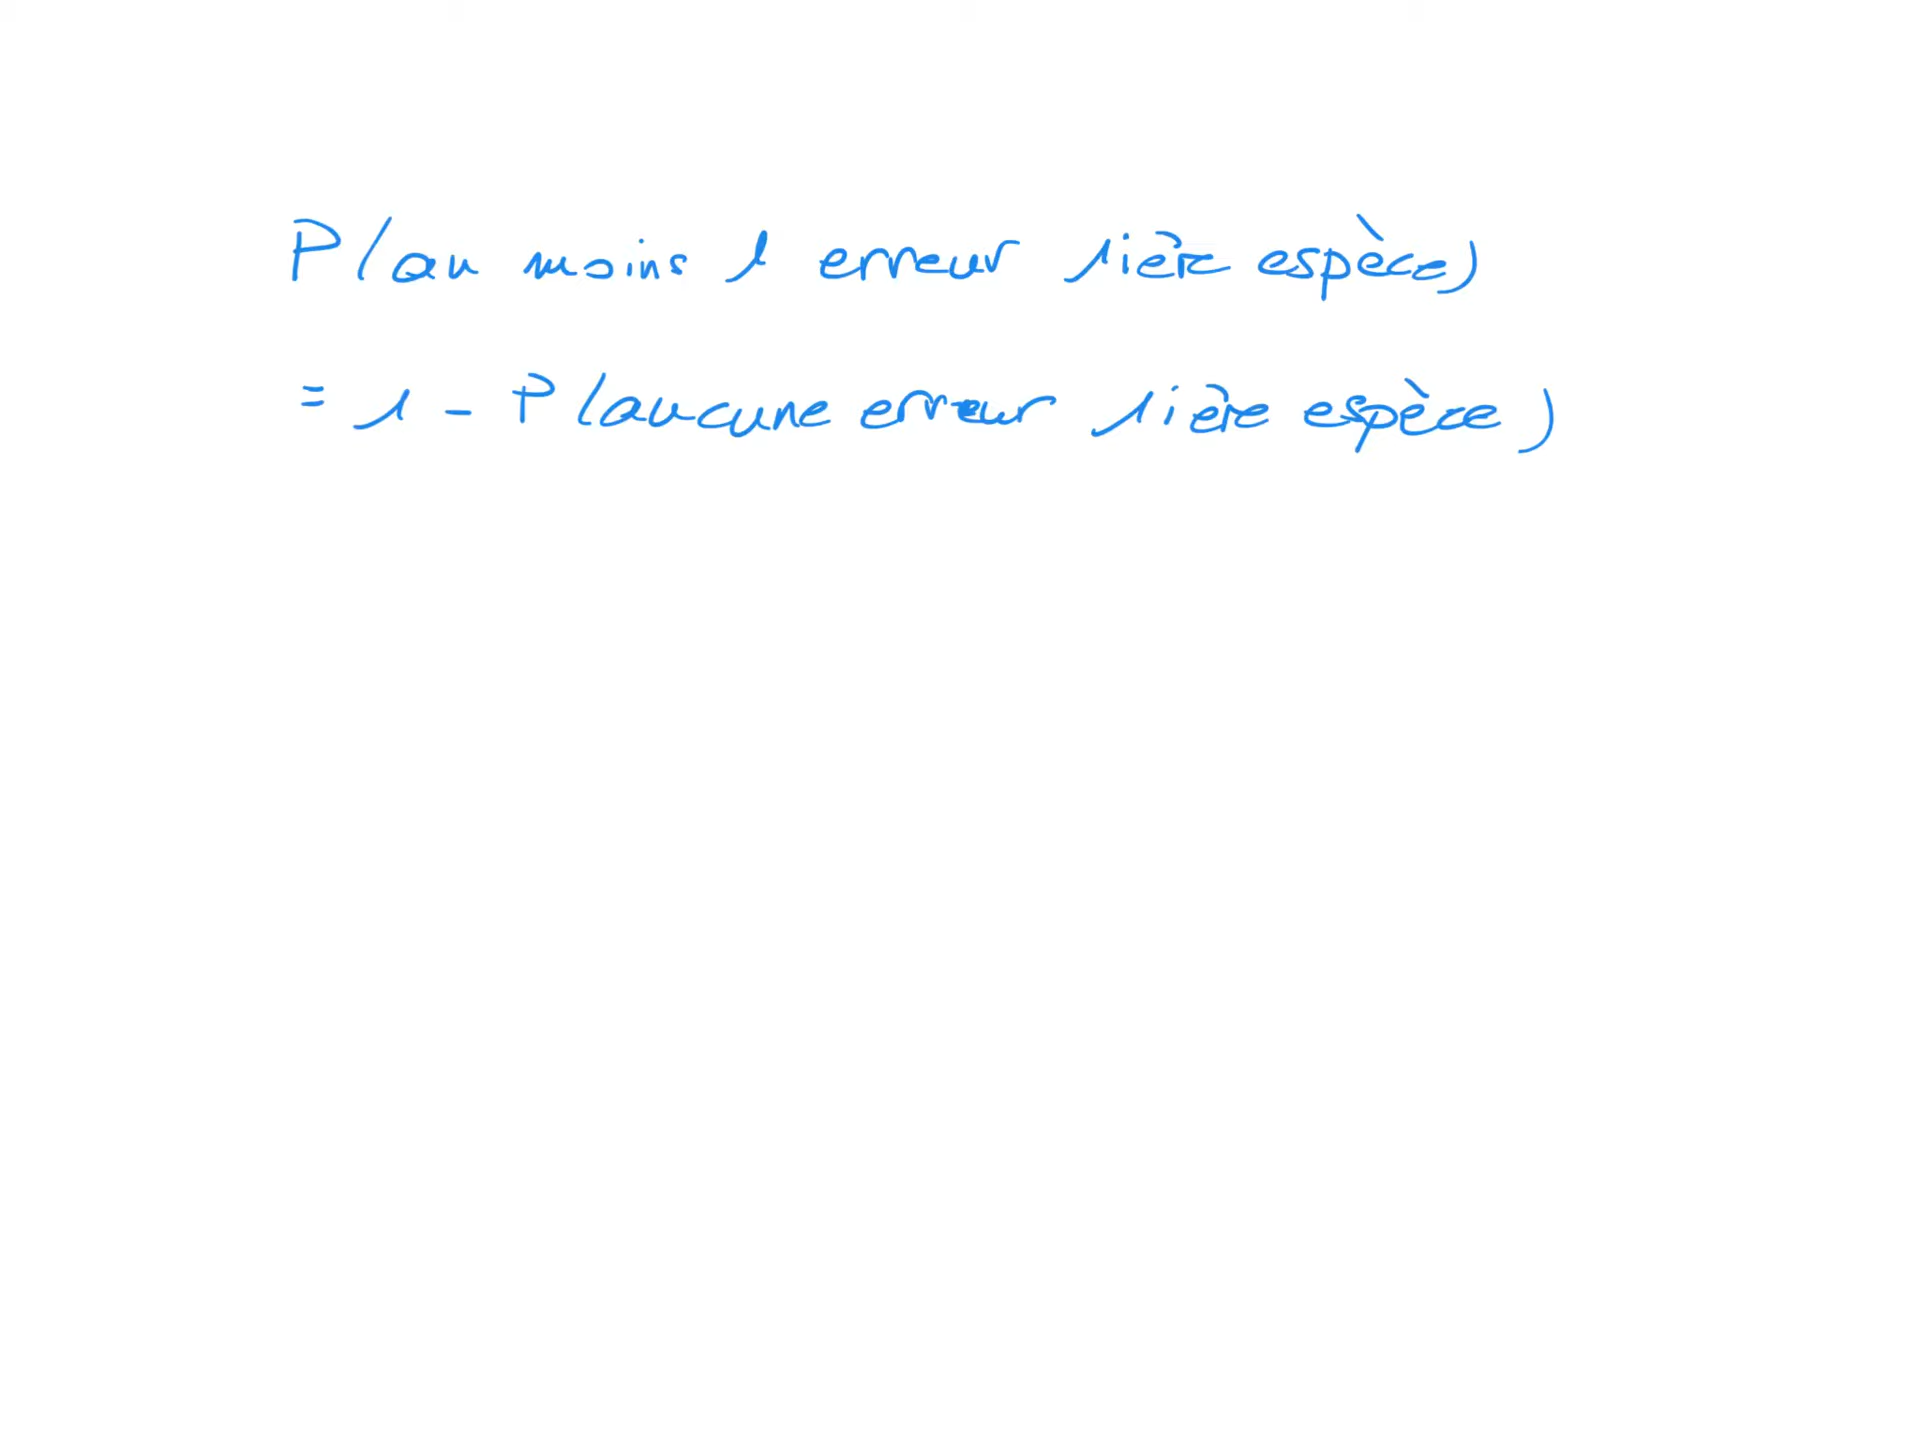 P(au moins 1 erreur 1ière espèce)
= 1 - P(aucune erreur 1ière espèce)